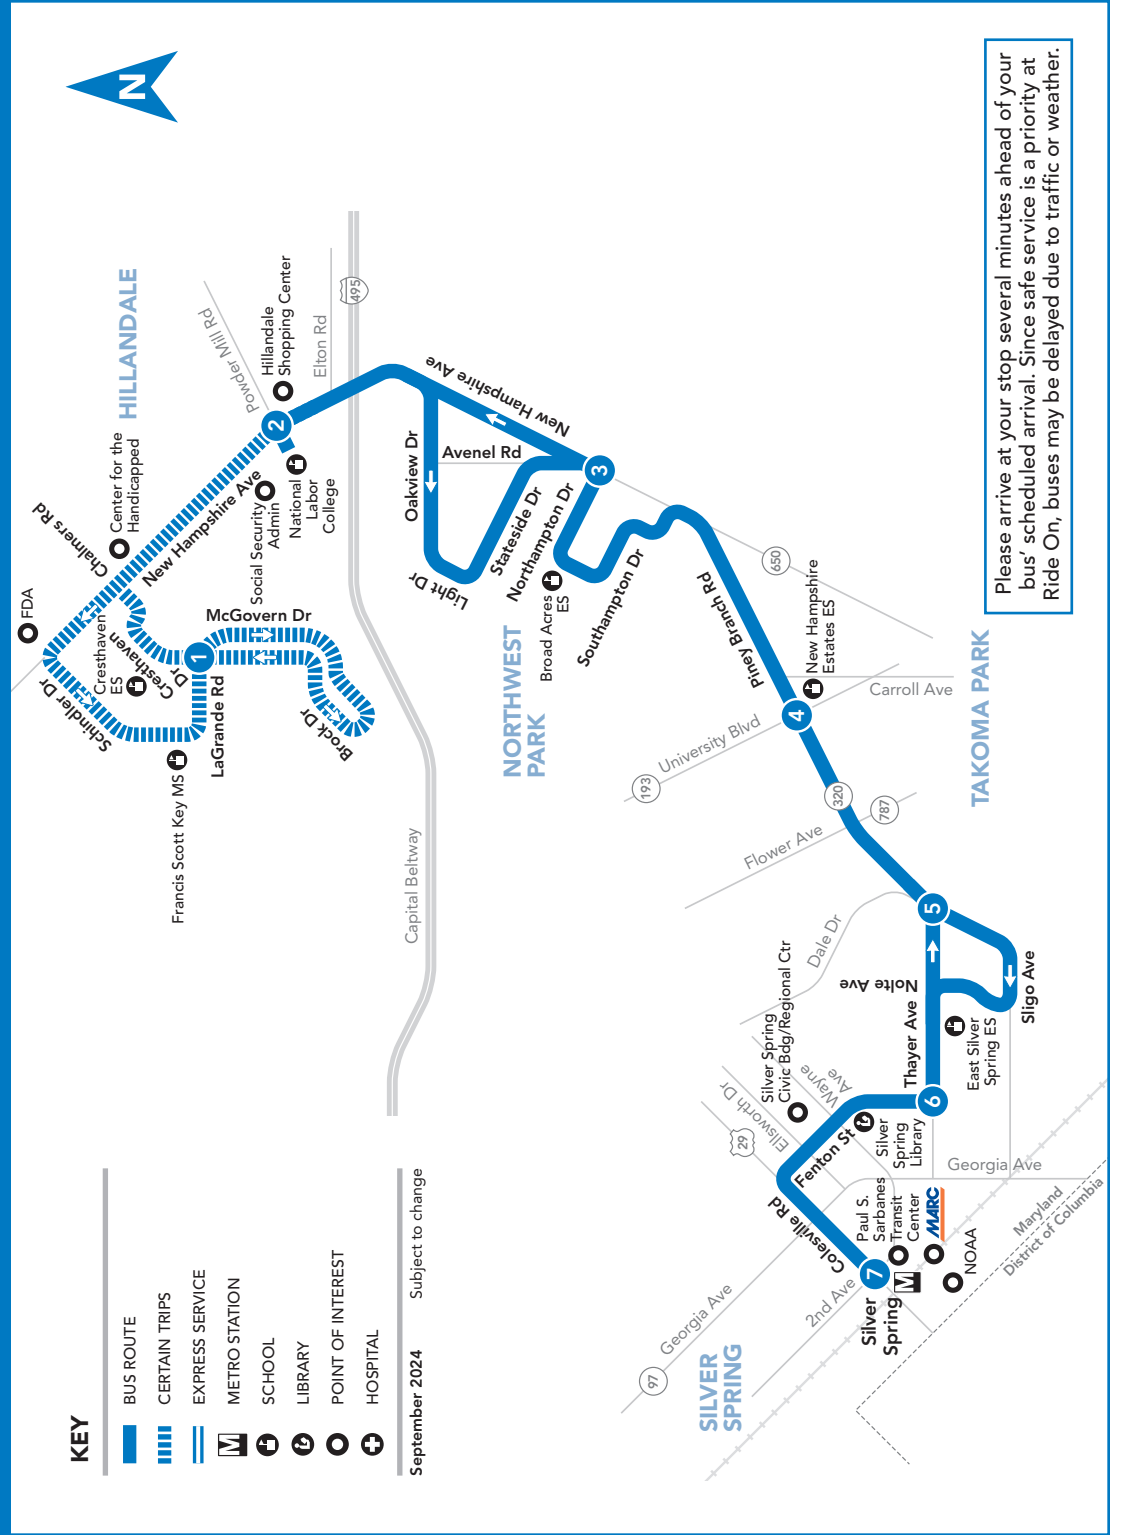 N
Please arrive at your stop several minutes ahead of your
bus' scheduled arrival. Since safe service is a priority at
Ride On, buses may be delayed due to traffic or weather.
HILLANDALE
FDA
Chalmers Rd
Center for the
Handicapped
Powder Mill Rd
Hillandale
Shopping Center
Elton Rd
495
2
New Hampshire Ave
Social Security
Admin
National
Labor
College
Schindler Dr
Cresthaven
ES
Cresthaven
Dr
1
McGovern Dr
LaGrande Rd
Brock Dr
Francis Scott Key MS
Capital Beltway
New Hampshire Ave
Oakview Dr
Avenel Rd
Stateside Dr
Light Dr
3
Northampton Dr
Broad Acres
ES
Southampton Dr
NORTHWEST
PARK
650
Piney Branch Rd
New Hampshire
Estates ES
Carroll Ave
4
University Blvd
193
TAKOMA PARK
320
787
Flower Ave
5
Dale Dr
Nolte Ave
Sligo Ave
Thayer Ave
East Silver
Spring ES
6
Silver Spring
Civic Bdg/Regional Ctr
Wayne
Ave
Ellsworth Dr
29
Fenton St
Silver
Spring
Library
Georgia Ave
Colesville Rd
Paul S.
Sarbanes
Transit
Center
MARC
NOAA
Maryland
District of Columbia
7
Silver
Spring
M
2nd Ave
Georgia Ave
97
SILVER
SPRING
KEY
BUS ROUTE
CERTAIN TRIPS
EXPRESS SERVICE
M METRO STATION
SCHOOL
LIBRARY
POINT OF INTEREST
HOSPITAL
September 2024 Subject to change